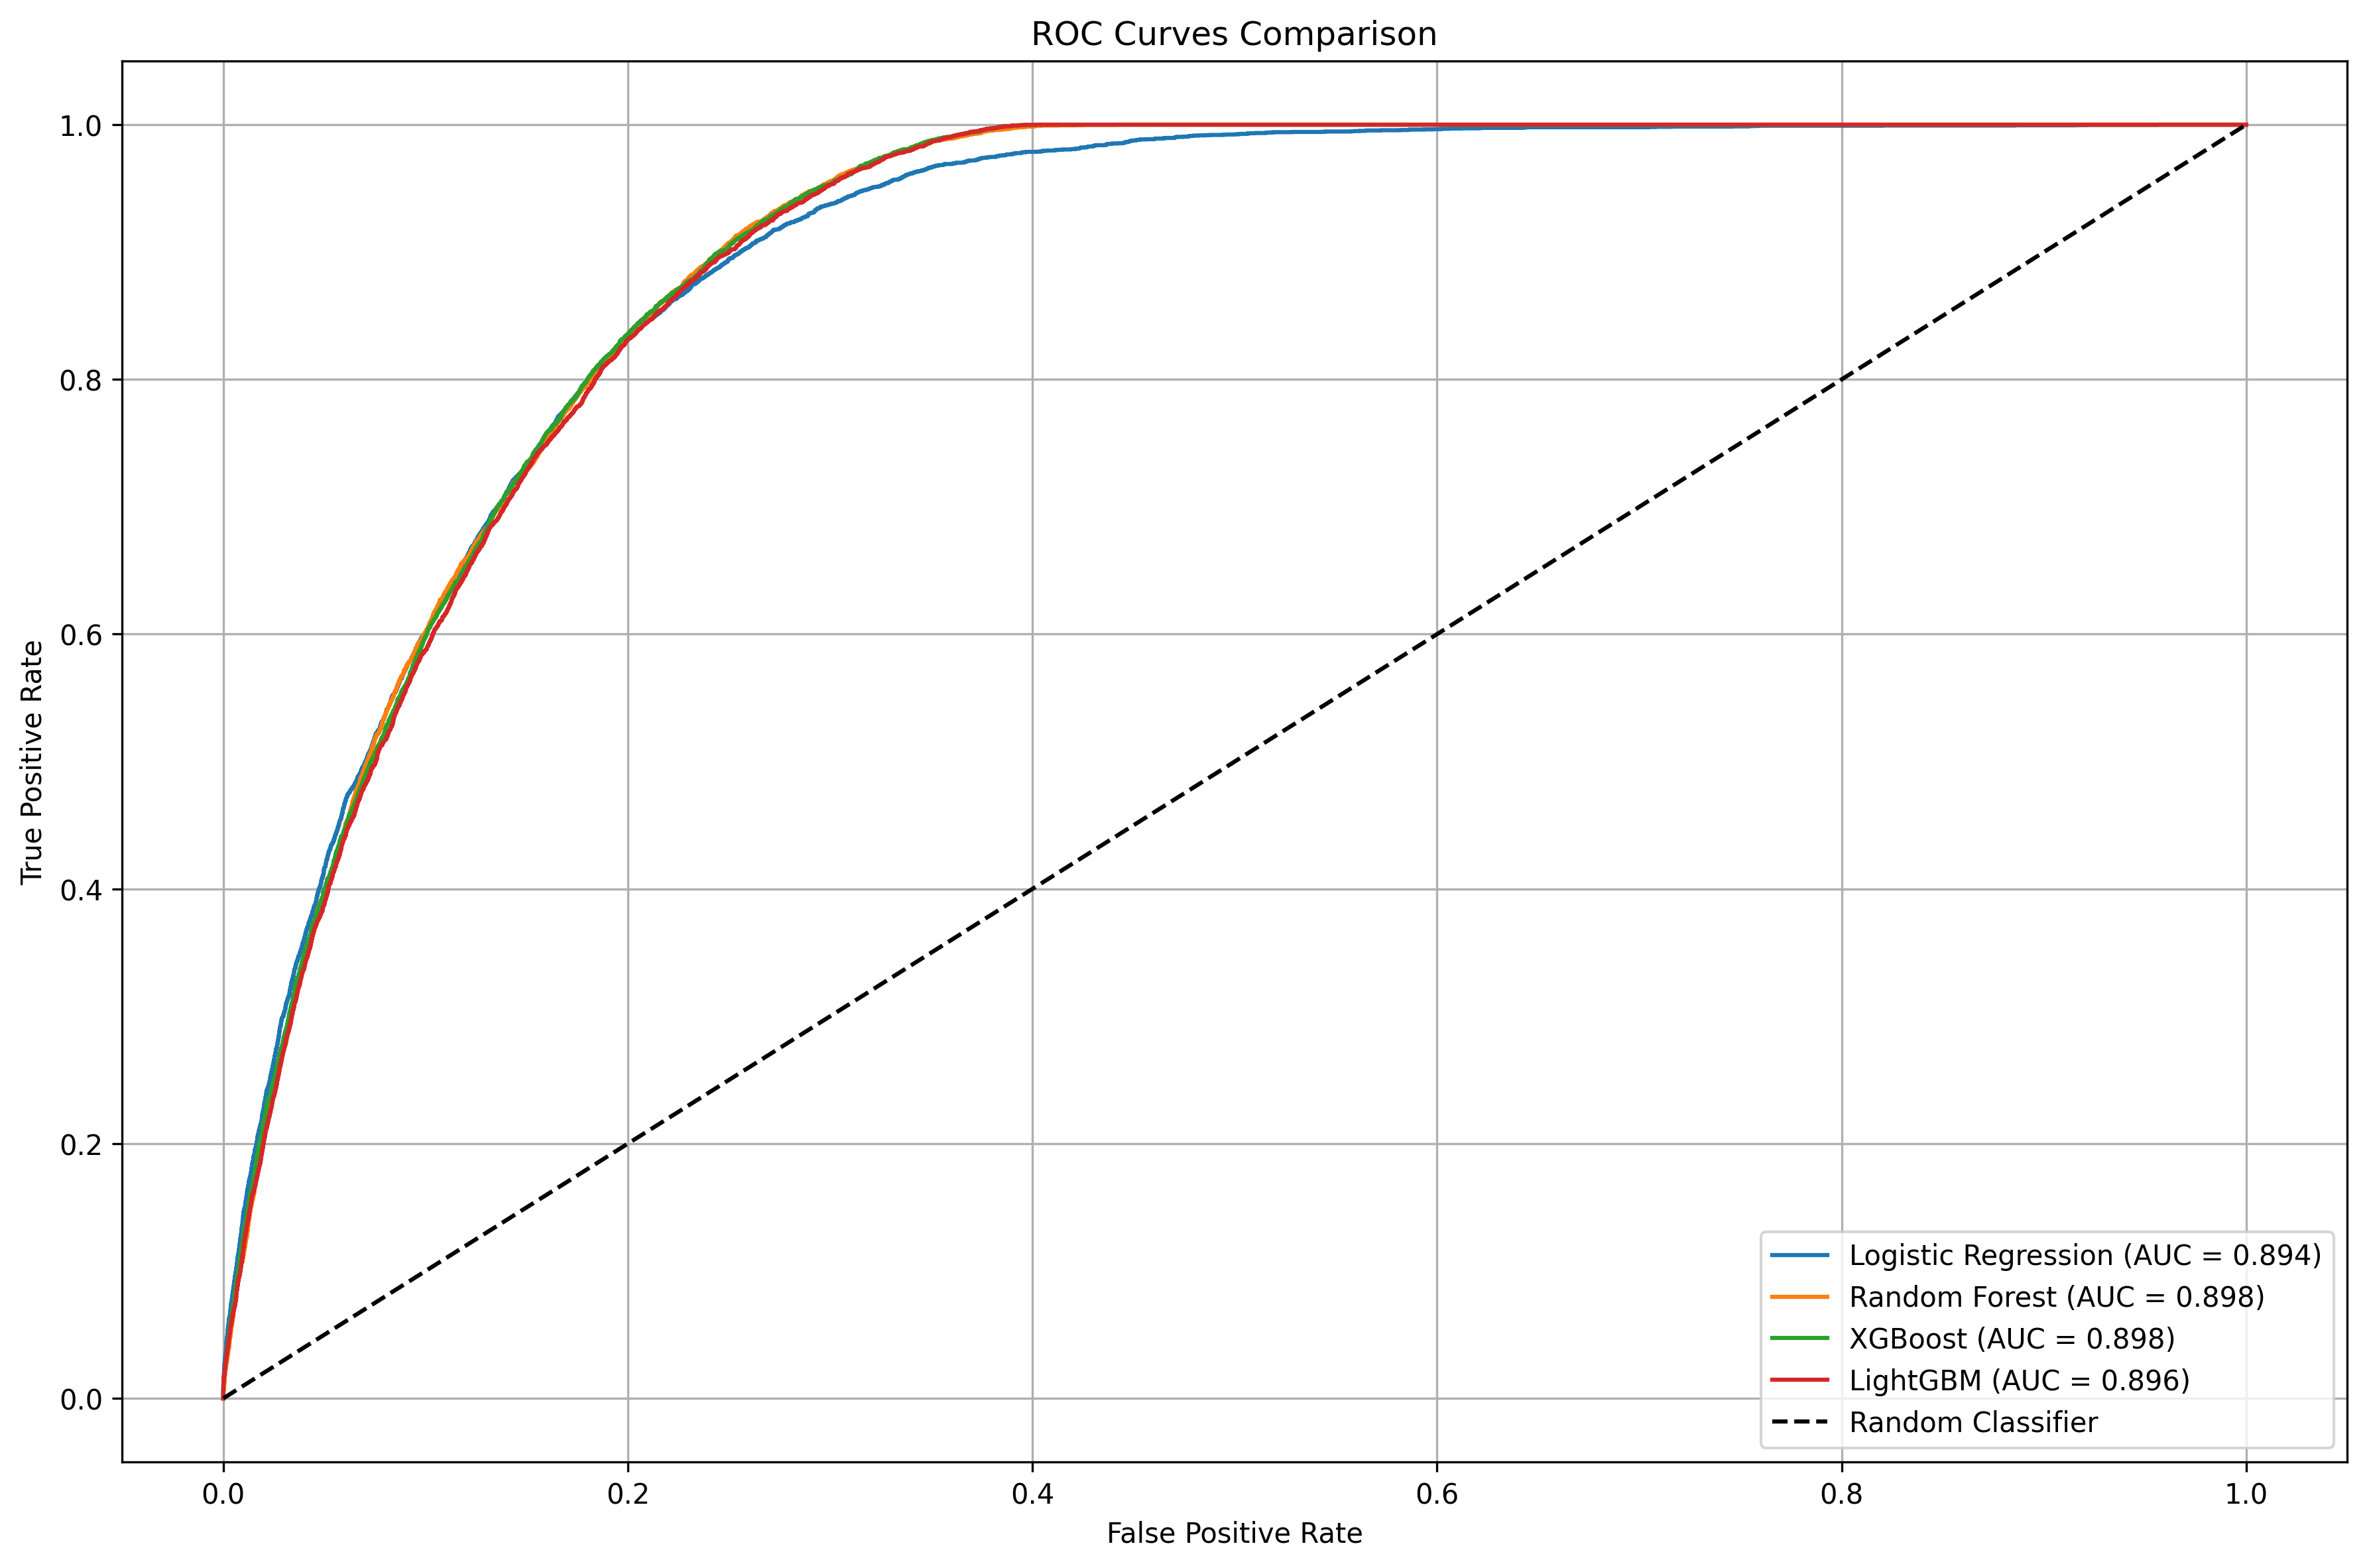 ROC Curves Comparison
1.0
0.8
0.6
0.4
0.2
0.0
True Positive Rate
0.0 0.2 0.4 0.6 0.8 1.0
False Positive Rate
Logistic Regression (AUC = 0.894)
Random Forest (AUC = 0.898)
XGBoost (AUC = 0.898)
LightGBM (AUC = 0.896)
Random Classifier